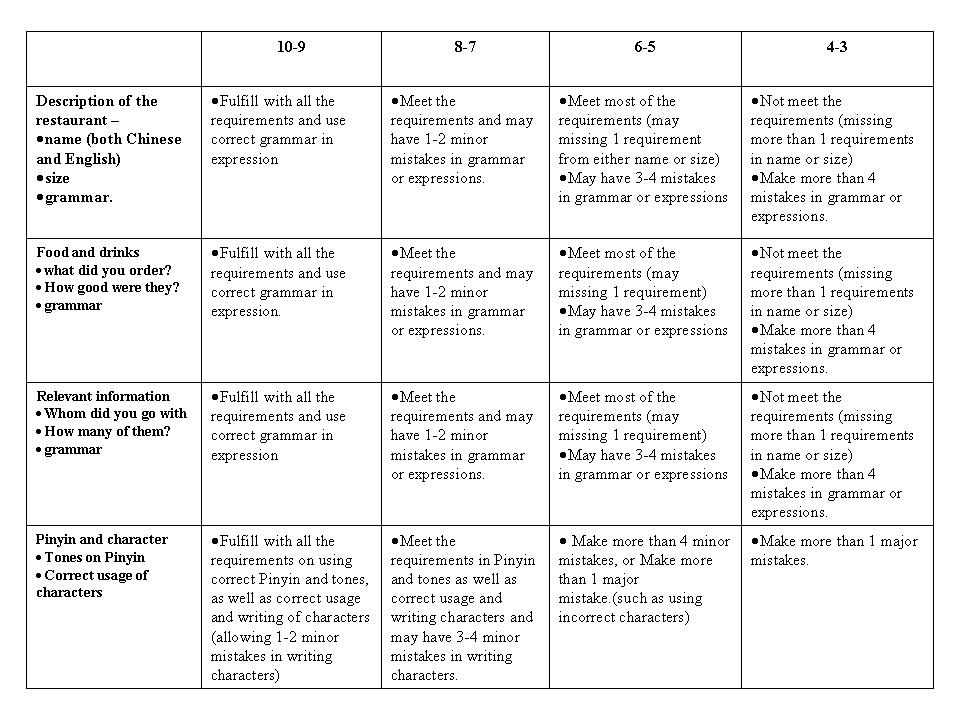 10-9
8-7
6-5
4-3
Description of the
restaurant –
•name (both Chinese
and English)
•size
•grammar.
•Fulfill with all the
requirements and use
correct grammar in
expression
•Meet the
requirements and may
have 1-2 minor
mistakes in grammar
or expressions.
•Meet most of the
requirements (may
missing 1 requirement
from either name or size)
•May have 3-4 mistakes
in grammar or expressions
•Not meet the
requirements (missing
more than 1 requirements
in name or size)
•Make more than 4
mistakes in grammar or
expressions.
Food and drinks
• what did you order?
• How good were they?
• grammar
•Fulfill with all the
requirements and use
correct grammar in
expression.
•Meet the
requirements and may
have 1-2 minor
mistakes in grammar
or expressions.
•Meet most of the
requirements (may
missing 1 requirement)
•May have 3-4 mistakes
in grammar or expressions
•Not meet the
requirements (missing
more than 1 requirements
in name or size)
•Make more than 4
mistakes in grammar or
expressions.
Relevant information
• Whom did you go with
• How many of them?
• grammar
•Fulfill with all the
requirements and use
correct grammar in
expression
•Meet the
requirements and may
have 1-2 minor
mistakes in grammar
or expressions.
•Meet most of the
requirements (may
missing 1 requirement)
•May have 3-4 mistakes
in grammar or expressions
•Not meet the
requirements (missing
more than 1 requirements
in name or size)
•Make more than 4
mistakes in grammar or
expressions.
Pinyin and character
• Tones on Pinyin
• Correct usage of
characters
•Fulfill with all the
requirements on using
correct Pinyin and tones,
as well as correct usage
and writing of characters
(allowing 1-2 minor
mistakes in writing
characters)
•Meet the
requirements in Pinyin
and tones as well as
correct usage and
writing characters and
may have 3-4 minor
mistakes in writing
characters.
• Make more than 4 minor
mistakes, or Make more
than 1 major
mistake.(such as using
incorrect characters)
•Make more than 1 major
mistakes.